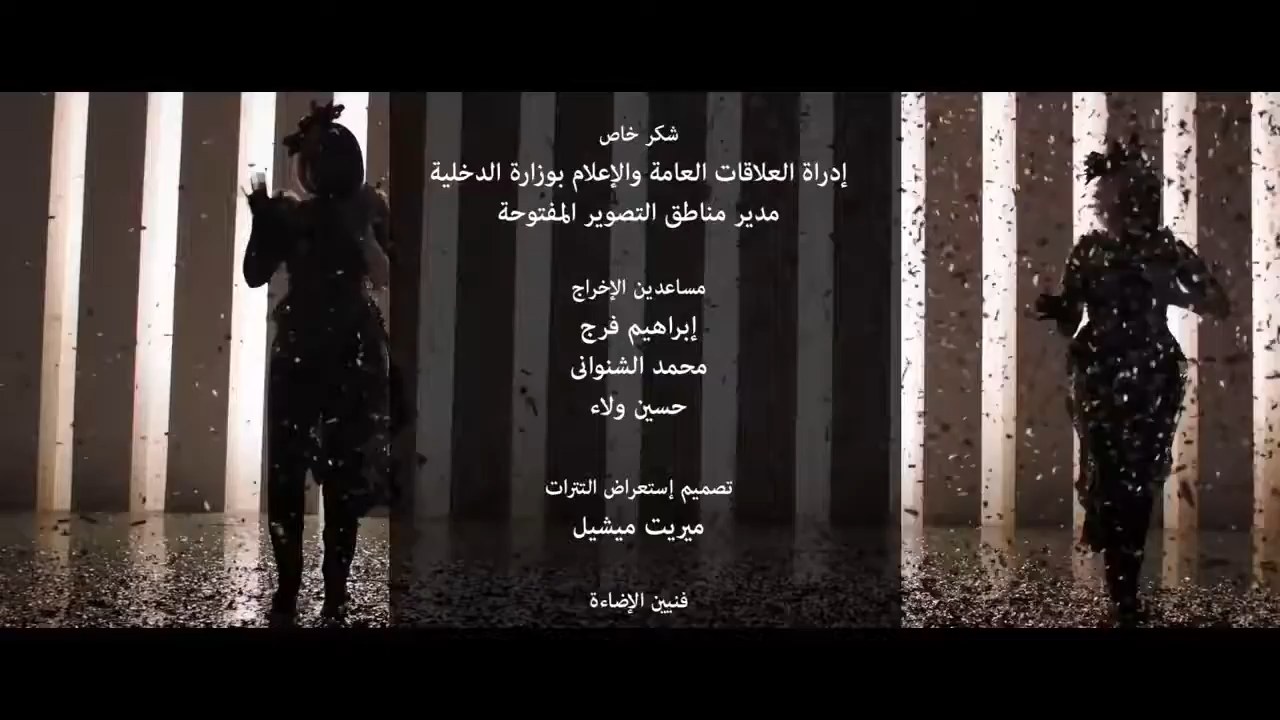 شكر خاص
إدراة العلاقات العامة والإعلام بوزارة الدخلية
مدير مناطق التصوير المفتوحة
مساعدين الإخراج
إبراهيم فرج
محمد الشنوانى
حسين ولاء
تصميم إستعراض التترات
ميريت ميشيل
فنيين الإضاءة